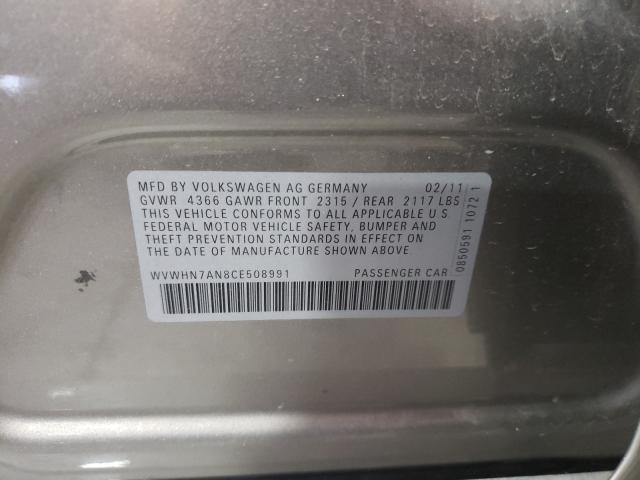 MFD BY VOLKSWAGEN AG GERMANY 02/11
GVWR 4366 GAWR FRONT 2315 / REAR 2117 LBS
THIS VEHICLE CONFORMS TO ALL APPLICABLE U.S.
FEDERAL MOTOR VEHICLE SAFETY, BUMPER AND
THEFT PREVENTION STANDARDS IN EFFECT ON
THE DATE OF MANUFACTURE SHOWN ABOVE.
WVWHN7AN8CE508991 PASSENGER CAR
0850591 1072 1